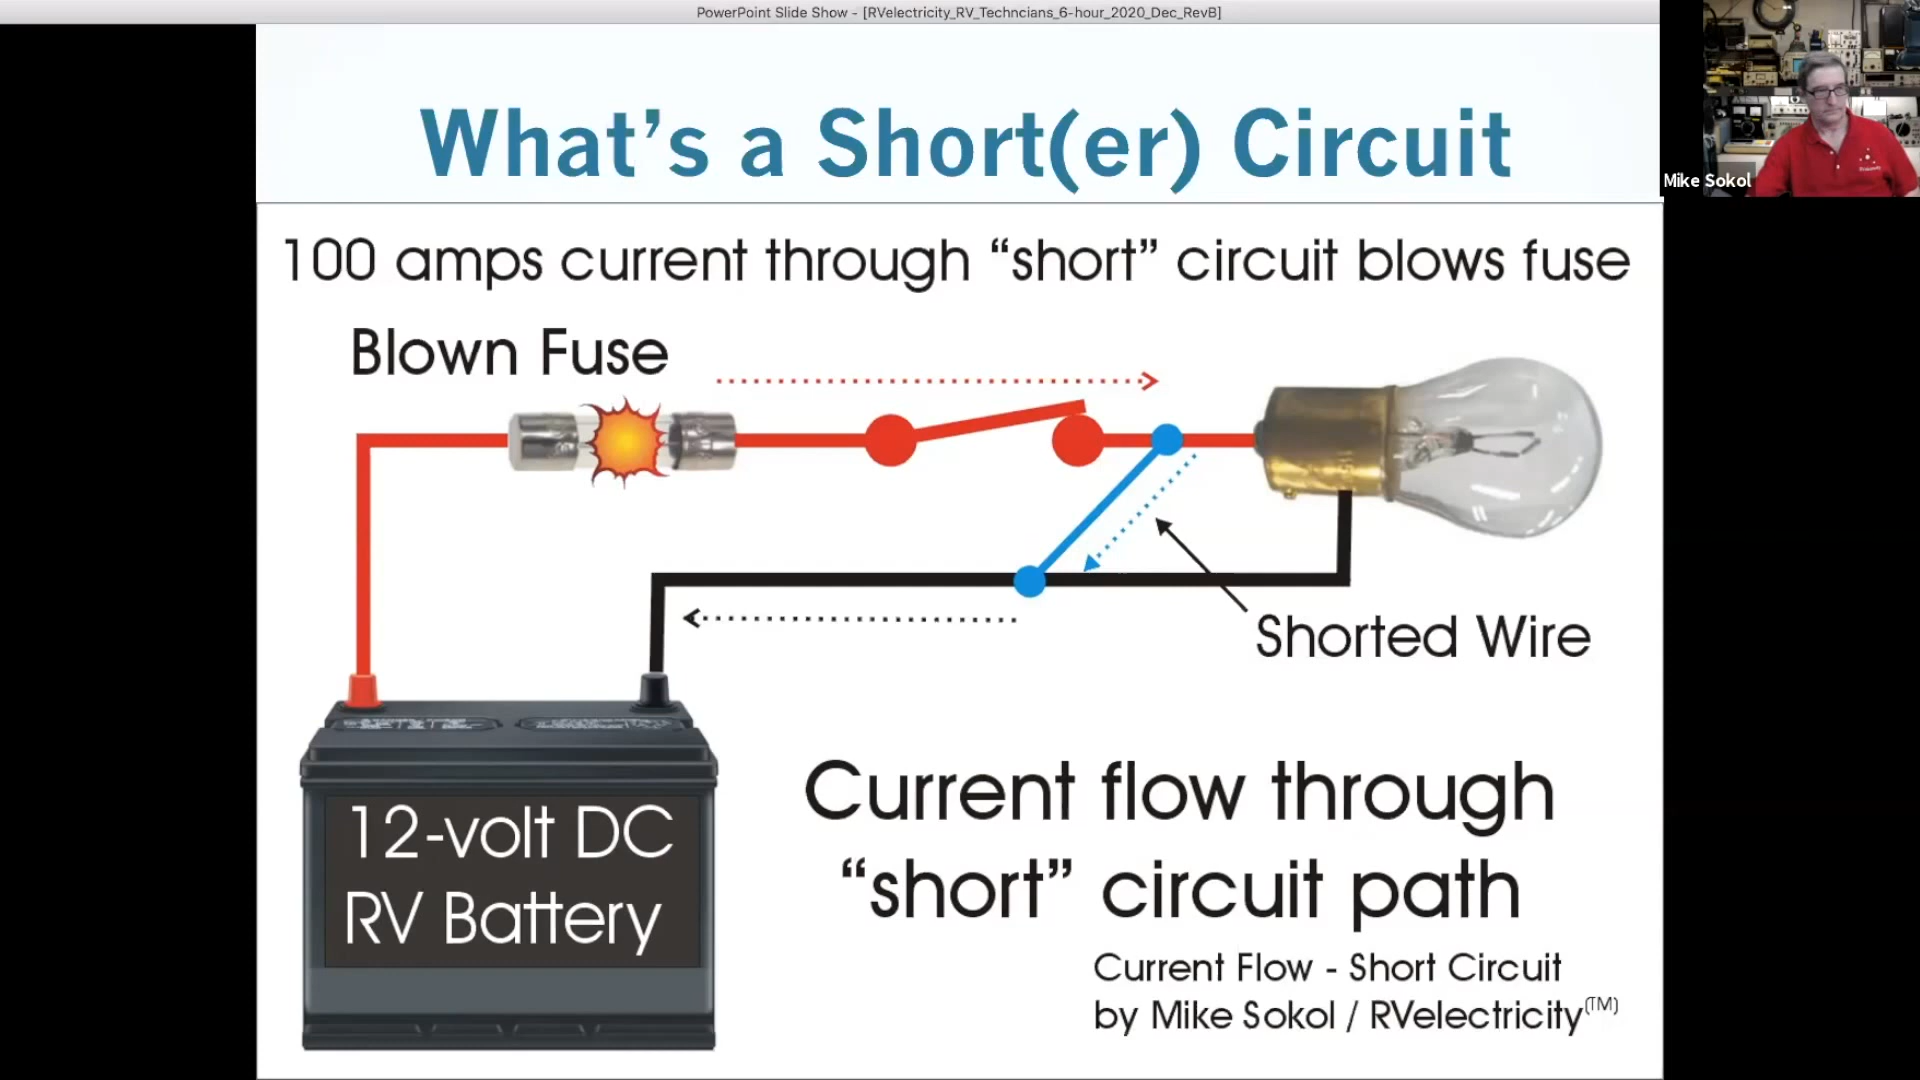 PowerPoint Slide Show - [RVelectricity_RV_Techncians_6-hour_2020_Dec_RevB]
What's a Short(er) Circuit
Mike Sokol
100 amps current through “short” circuit blows fuse
Blown Fuse
Shorted Wire
12-volt DC
RV Battery
Current flow through
“short” circuit path
Current Flow - Short Circuit
by Mike Sokol / RVelectricity(TM)